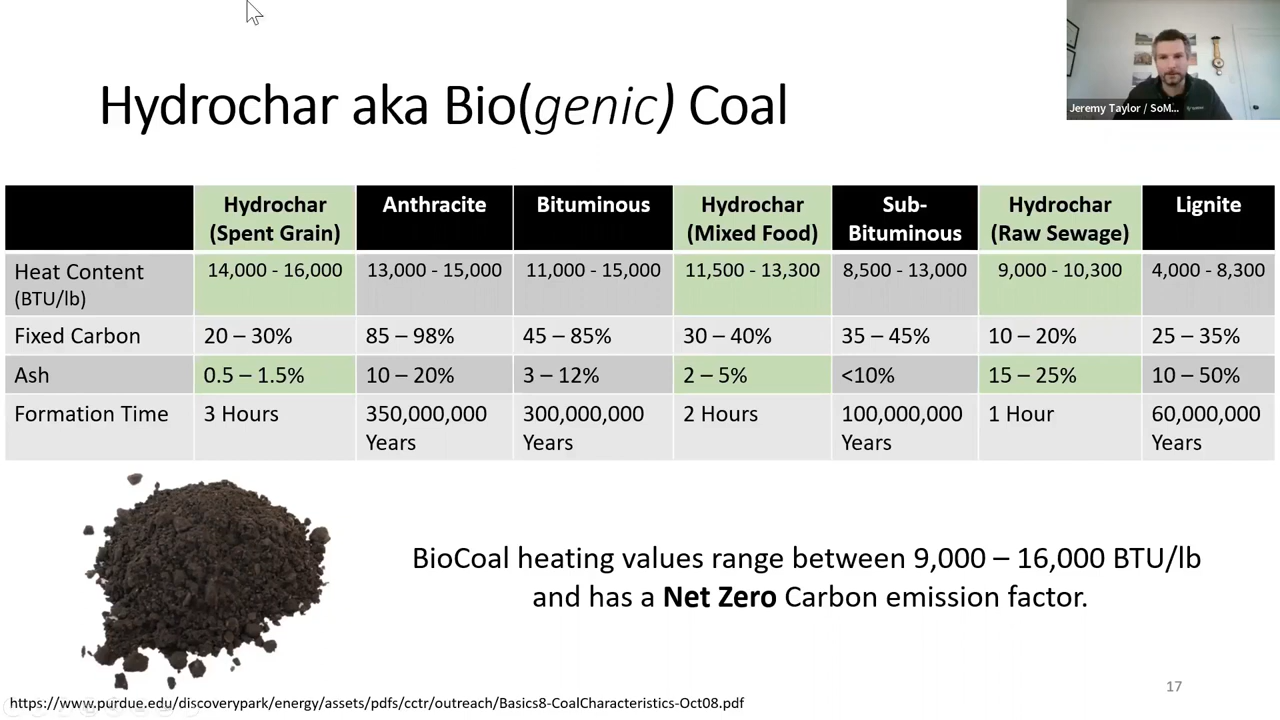 Jeremy Taylor / SoM...
Hydrochar aka Bio(genic) Coal
Hydrochar (Spent Grain) Anthracite Bituminous Hydrochar (Mixed Food) Sub-Bituminous Hydrochar (Raw Sewage) Lignite
Heat Content (BTU/lb) 14,000 - 16,000 13,000 - 15,000 11,000 - 15,000 11,500 - 13,300 8,500 - 13,000 9,000 - 10,300 4,000 - 8,300
Fixed Carbon 20 – 30% 85 – 98% 45 – 85% 30 – 40% 35 – 45% 10 – 20% 25 – 35%
Ash 0.5 – 1.5% 10 – 20% 3 – 12% 2 – 5% <10% 15 – 25% 10 – 50%
Formation Time 3 Hours 350,000,000 Years 300,000,000 Years 2 Hours 100,000,000 Years 1 Hour 60,000,000 Years
BioCoal heating values range between 9,000 – 16,000 BTU/lb
and has a Net Zero Carbon emission factor.
17
https://www.purdue.edu/discoverypark/energy/assets/pdfs/cctr/outreach/Basics8-CoalCharacteristics-Oct08.pdf